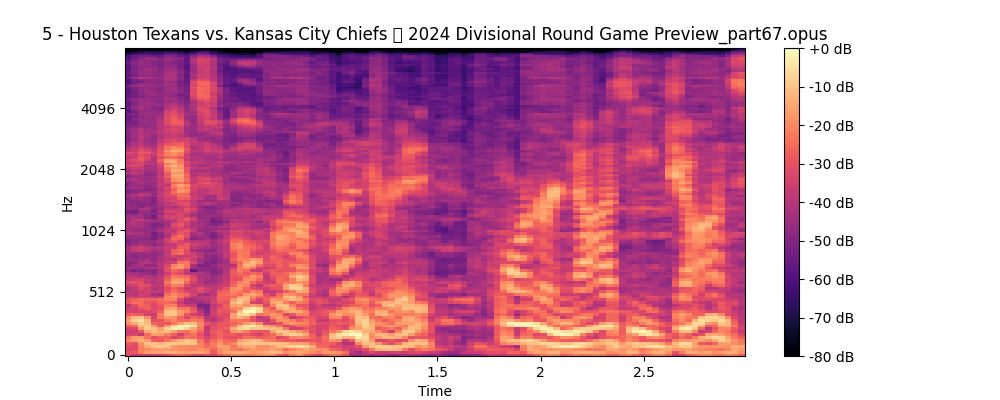 5 - Houston Texans vs. Kansas City Chiefs ▯ 2024 Divisional Round Game Preview_part67.opus
Hz
4096
2048
1024
512
0
0 0.5 1 1.5 2 2.5
Time
+0 dB
-10 dB
-20 dB
-30 dB
-40 dB
-50 dB
-60 dB
-70 dB
-80 dB